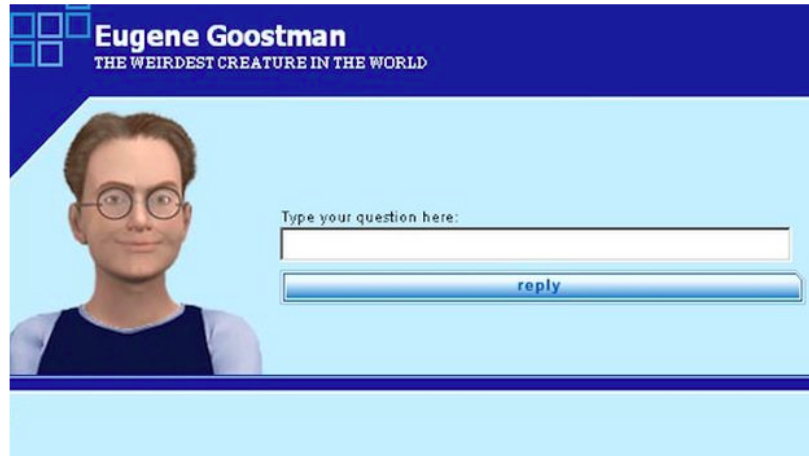 Eugene Goostman
THE WEIRDEST CREATURE IN THE WORLD
Type your question here:
reply